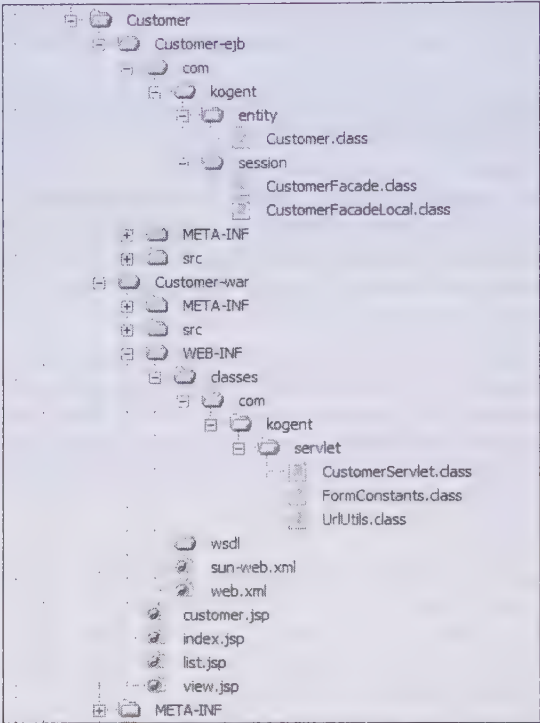 Customer
Customer-ejb
com
kogent
entity
Customer.class
session
CustomerFacade.class
CustomerFacadeLocal.class
META-INF
src
Customer-war
META-INF
src
WEB-INF
classes
com
kogent
servlet
CustomerServlet.class
FormConstants.class
UrlUtils.class
wsdl
sun-web.xml
web.xml
customer.jsp
index.jsp
list.jsp
view.jsp
META-INF